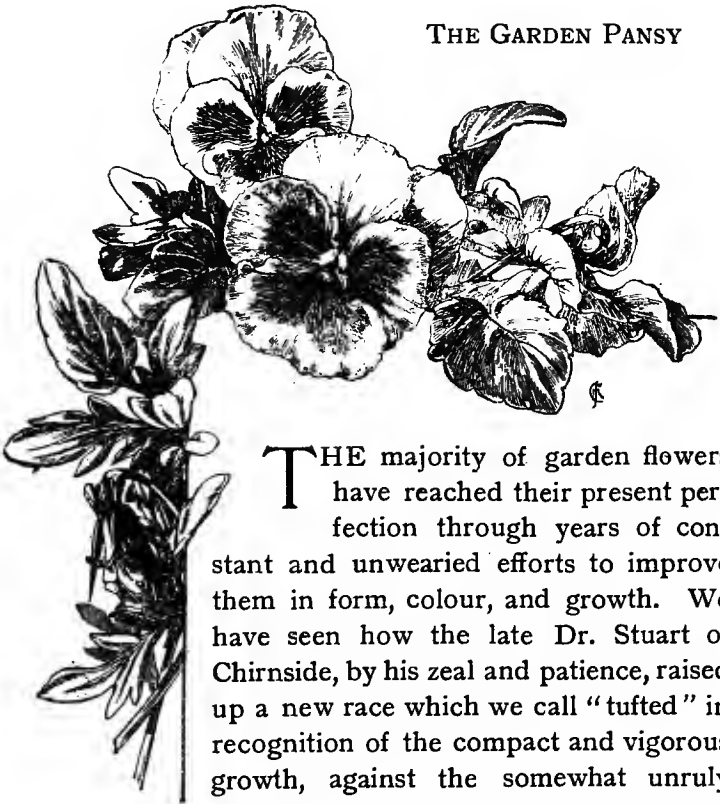 THE GARDEN PANSY
THE majority of garden flowers
have reached their present per
fection through years of con
stant and unwearied efforts to improve
them in form, colour, and growth. We
have seen how the late Dr. Stuart of
Chirnside, by his zeal and patience, raised
up a new race which we call "tufted" in
recognition of the compact and vigorous
growth, against the somewhat unruly